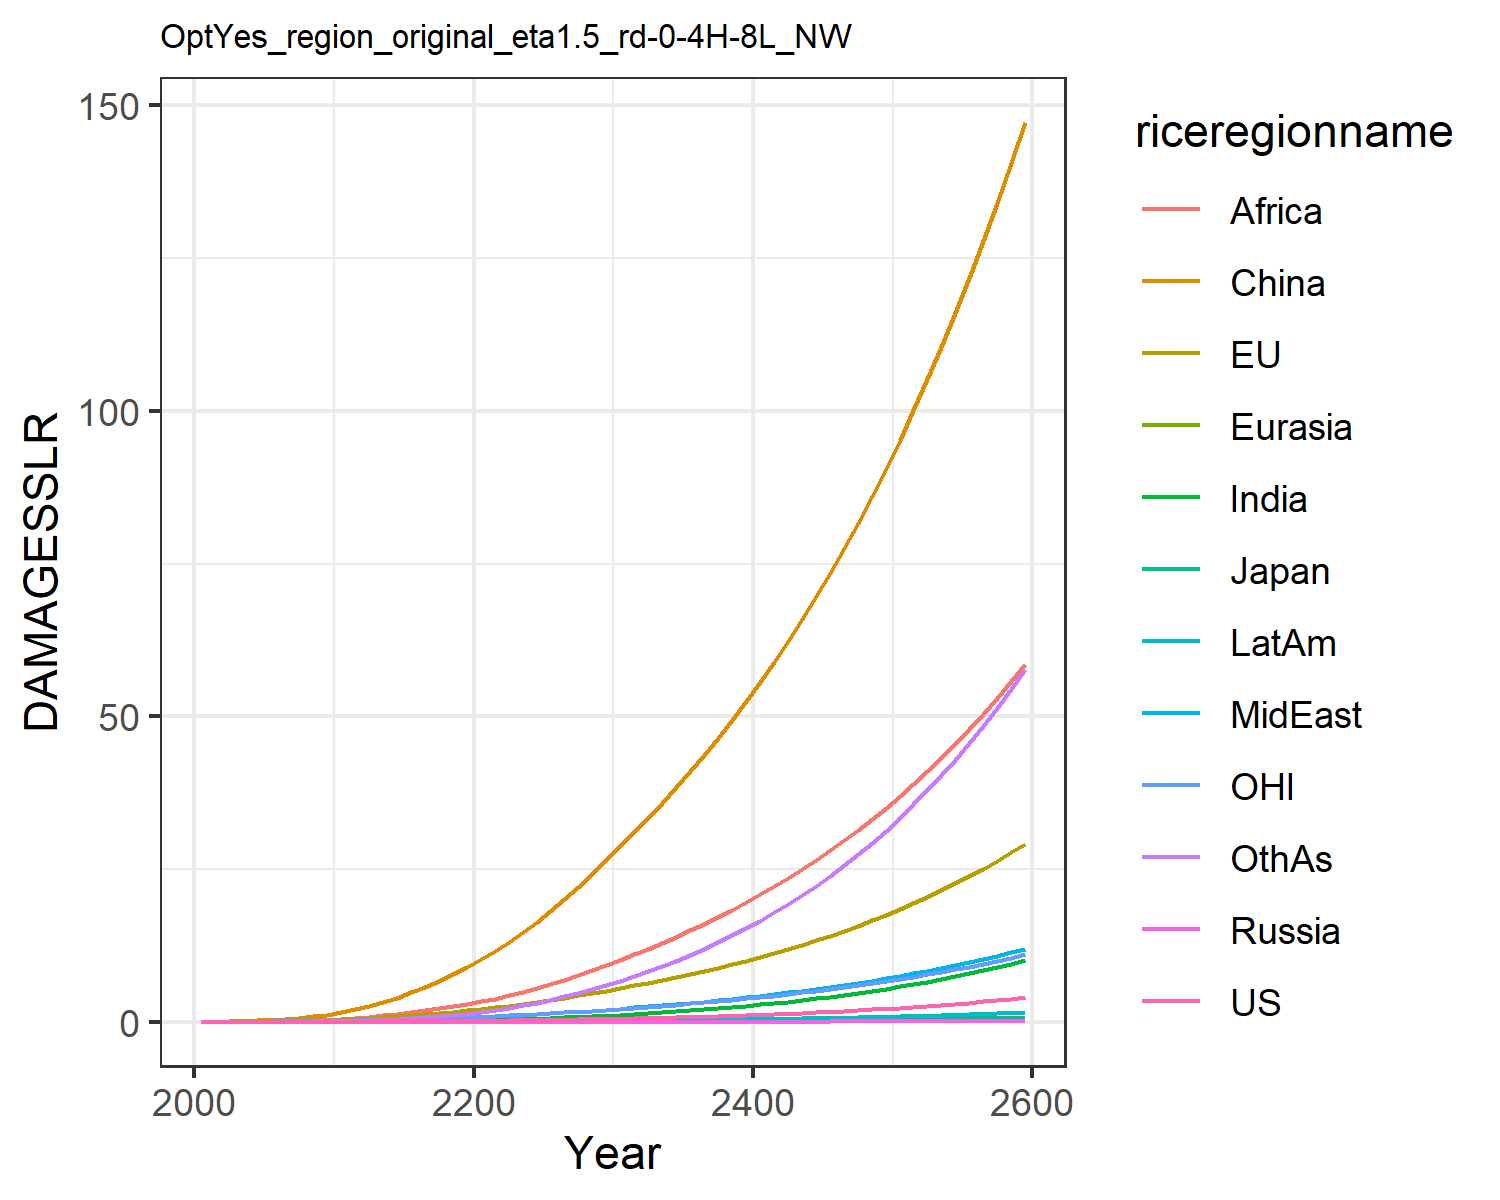 OptYes_region_original_eta1.5_rd-0-4H-8L_NW
150
100
50
0
DAMAGESSLR
2000
2200
2400
2600
Year
riceregionname
Africa
China
EU
Eurasia
India
Japan
LatAm
MidEast
OHI
OthAs
Russia
US